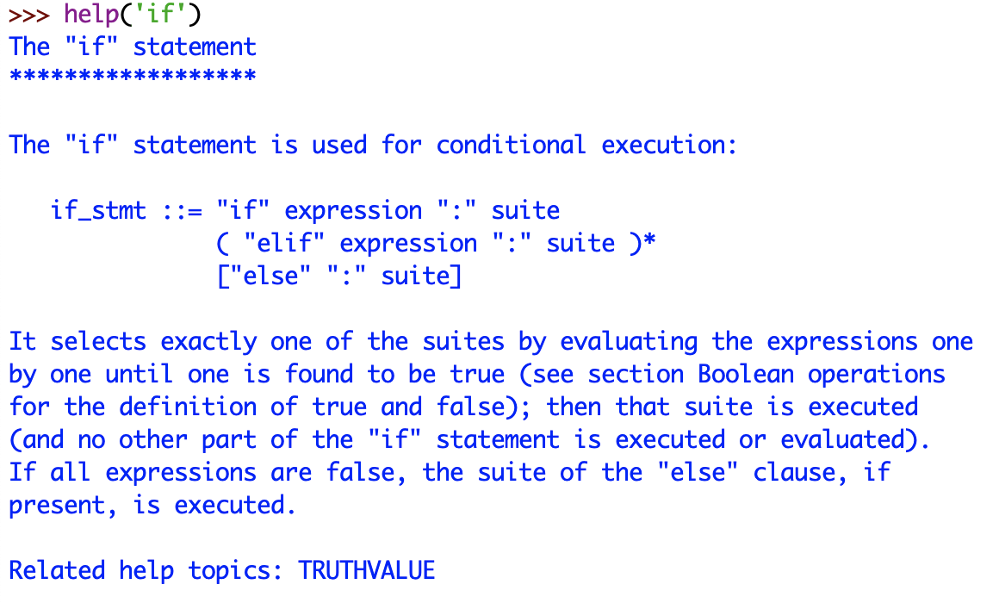 >>> help('if')
The "if" statement
******************
The "if" statement is used for conditional execution:
if_stmt ::= "if" expression ":" suite
( "elif" expression ":" suite )*
["else" ":" suite]
It selects exactly one of the suites by evaluating the expressions one
by one until one is found to be true (see section Boolean operations
for the definition of true and false); then that suite is executed
(and no other part of the "if" statement is executed or evaluated).
If all expressions are false, the suite of the "else" clause, if
present, is executed.
Related help topics: TRUTHVALUE